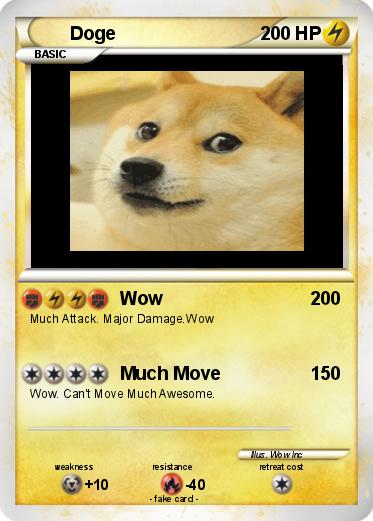 Doge 200 HP
BASIC
Wow 200
Much Attack. Major Damage.Wow
Much Move 150
Wow. Can't Move Much Awesome.
Illus. Wow Inc
weakness resistance retreat cost
+10 -40
- fake card -